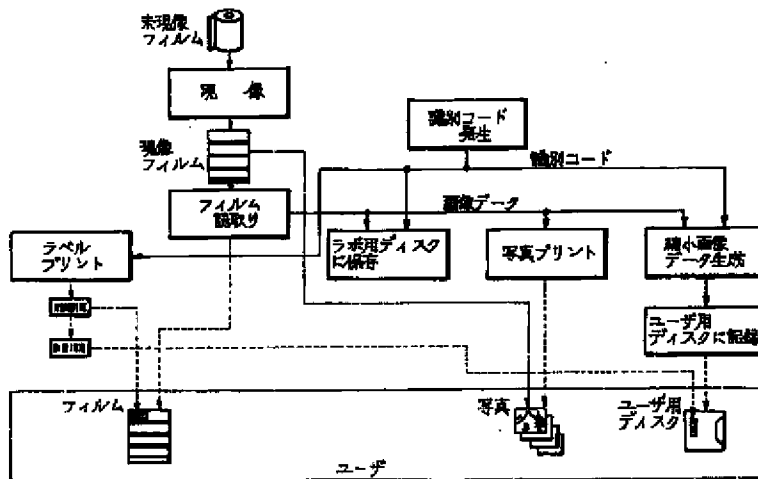 未現像
フィルム
現 像
現像
フィルム
識別コード
発生
識別コード
フィルム
読取り
画像データ
ラベル
プリント
ラボ用ディスク
に保存
写真プリント
縮小画像
データ生成
ユーザ用
ディスクに記録
フィルム
写真
ユーザ用
ディスク
ユーザ